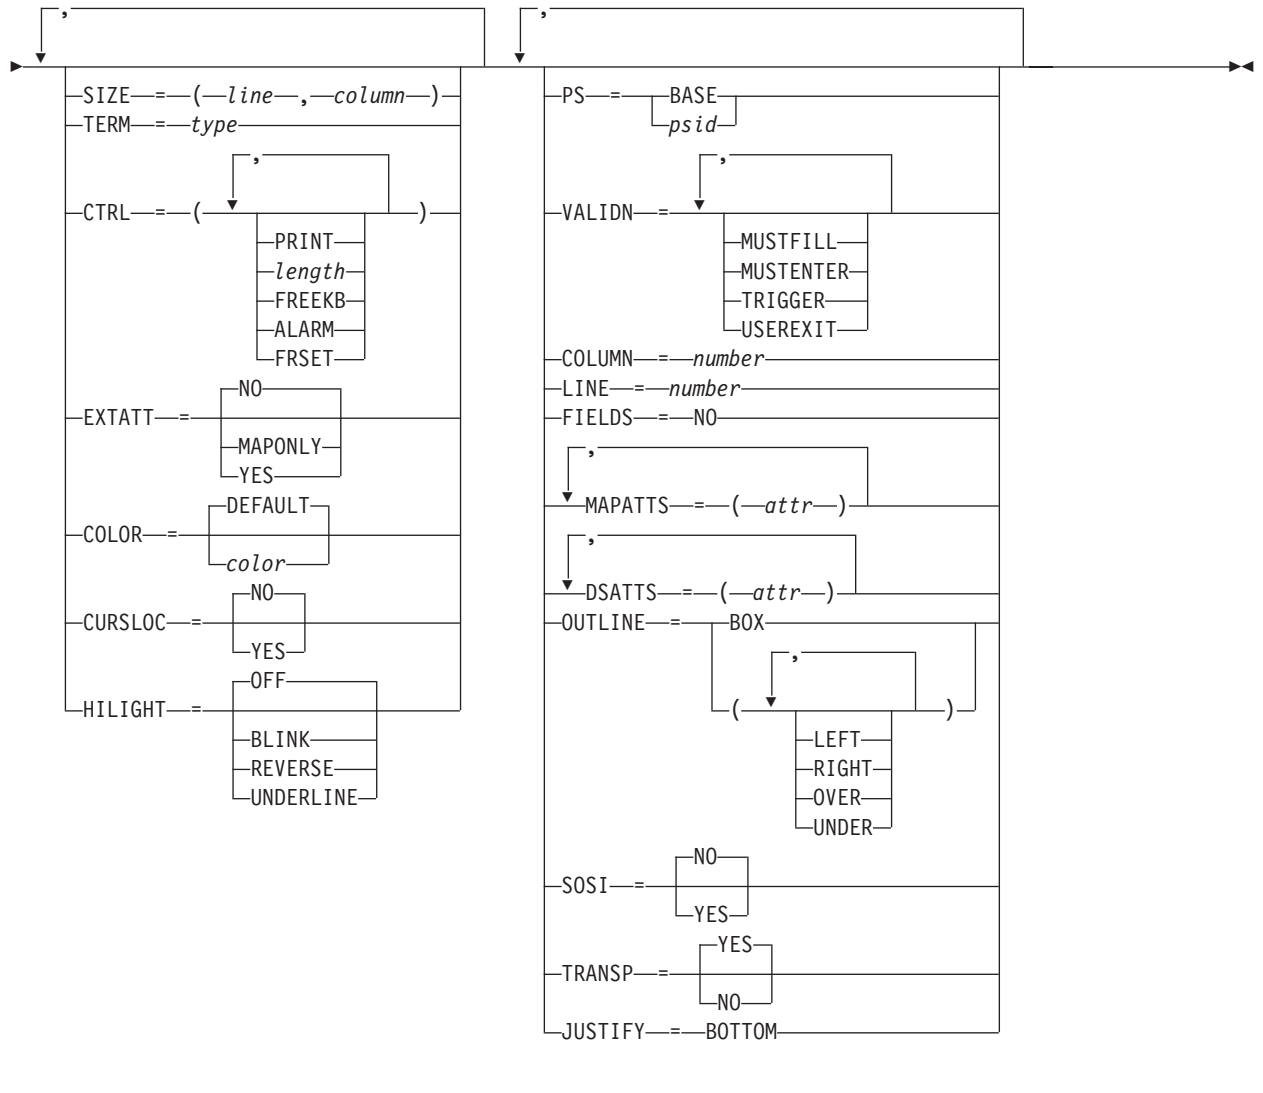 ,
SIZE = ( line , column )
TERM = type
,
CTRL = ( )
PRINT
length
FREEKB
ALARM
FRSET
NO
EXTATT =
MAPONLY
YES
DEFAULT
COLOR =
color
NO
CURSLOC =
YES
OFF
HILIGHT =
BLINK
REVERSE
UNDERLINE
,
PS = BASE
psid
,
VALIDN =
MUSTFILL
MUSTENTER
TRIGGER
USEREXIT
COLUMN = number
LINE = number
FIELDS = NO
,
MAPATTS = ( attr )
,
DSATTS = ( attr )
OUTLINE = BOX
,
( )
LEFT
RIGHT
OVER
UNDER
NO
SOSI =
YES
YES
TRANSP =
NO
JUSTIFY = BOTTOM